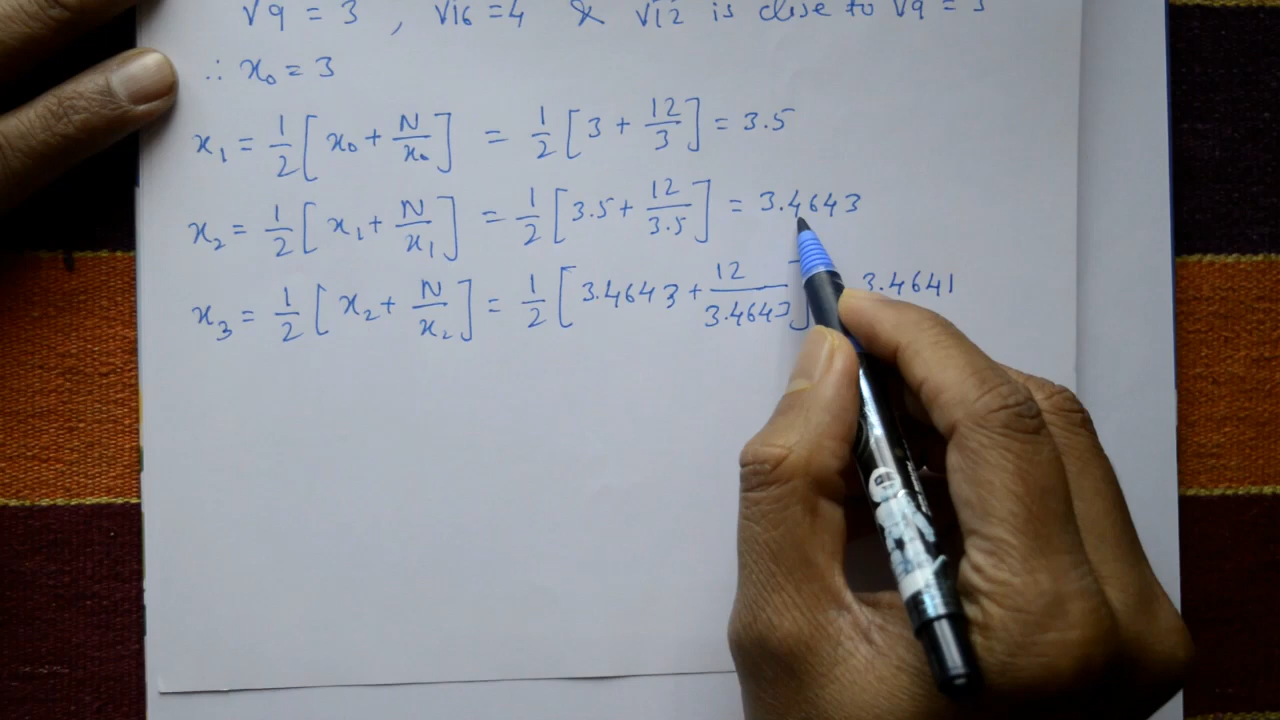 √9 = 3 , √16 = 4 & √12 is close to √9 = 3
∴ x₀ = 3
x₁ = 1/2 [x₀ + N/x₀] = 1/2 [3 + 12/3] = 3.5
x₂ = 1/2 [x₁ + N/x₁] = 1/2 [3.5 + 12/3.5] = 3.4643
x₃ = 1/2 [x₂ + N/x₂] = 1/2 [3.4643 + 12/3.4643] 3.4641